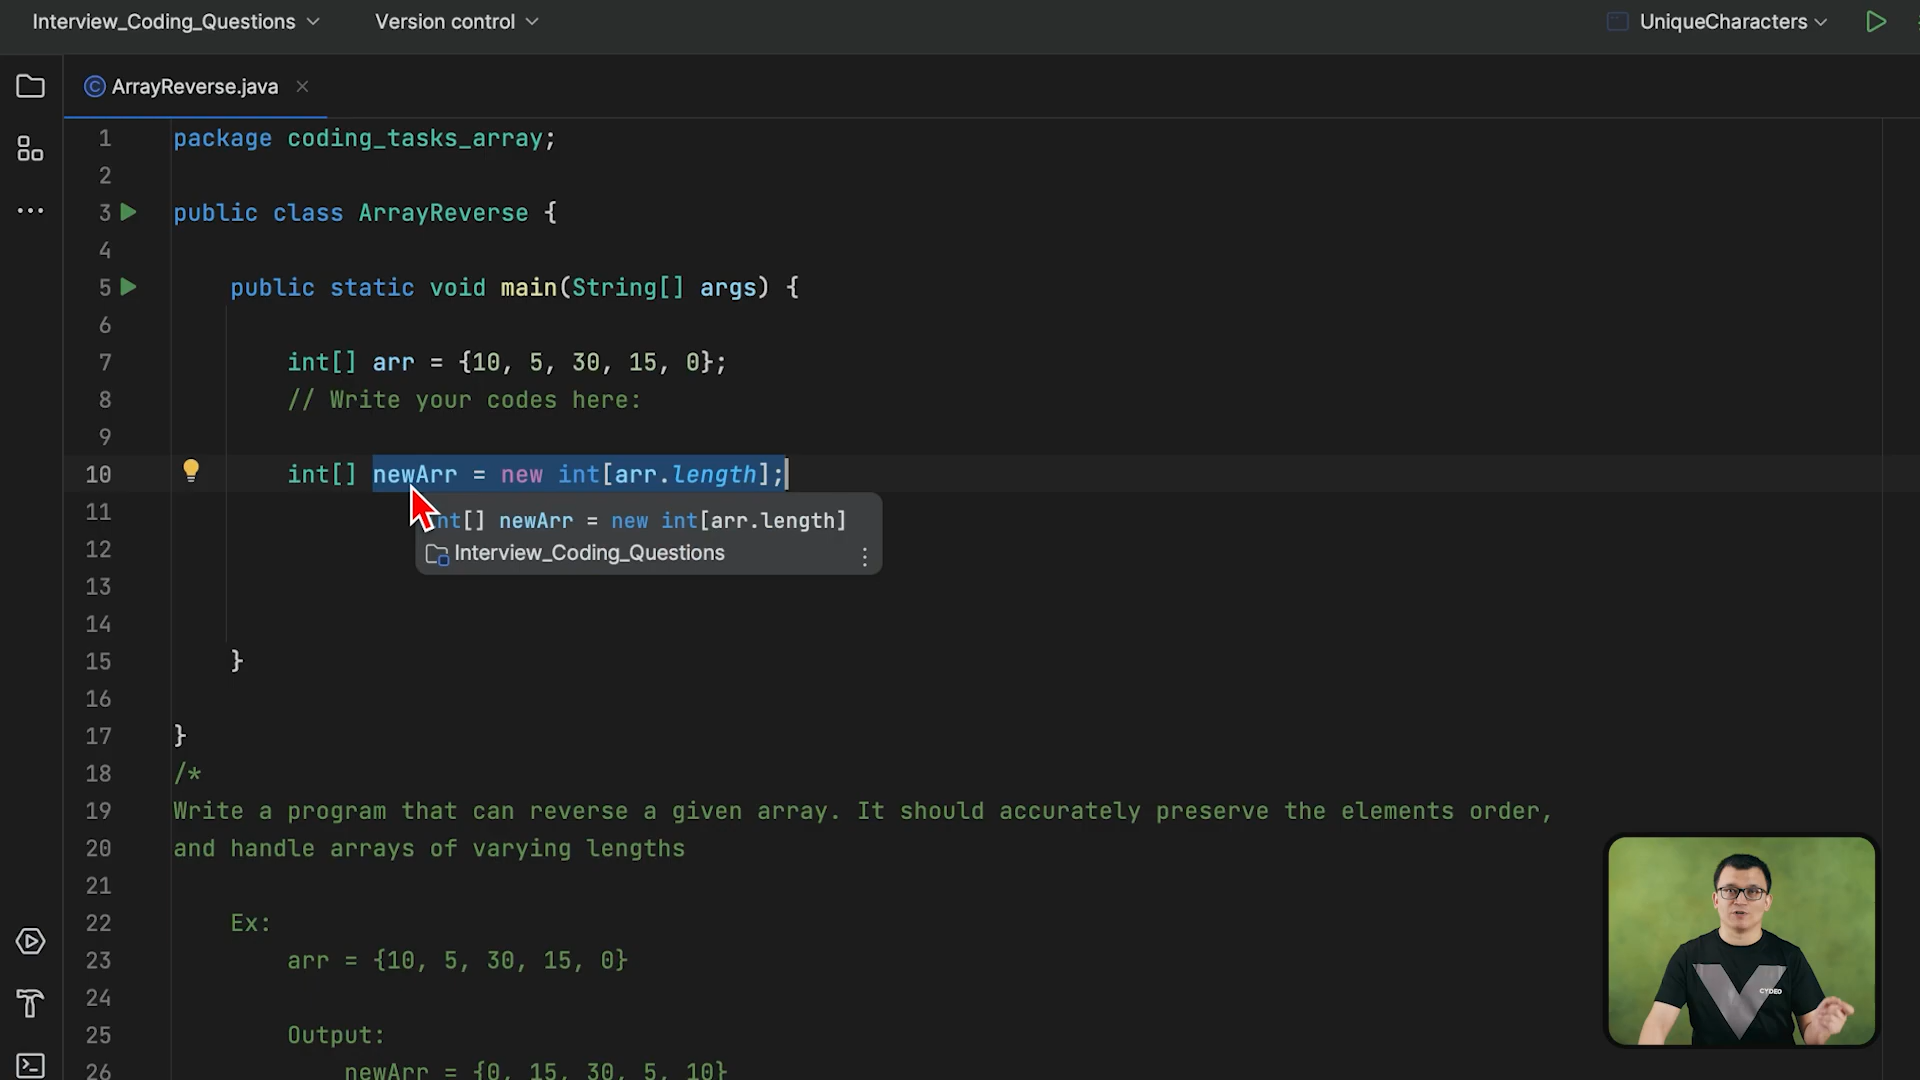 Interview_Coding_Questions Version control UniqueCharacters
ArrayReverse.java
1 package coding_tasks_array;
2
3 public class ArrayReverse {
4
5 public static void main(String[] args) {
6
7 int[] arr = {10, 5, 30, 15, 0};
8 // Write your codes here:
9
10 int[] newArr = new int[arr.length];
11 nt[] newArr = new int[arr.length]
12 Interview_Coding_Questions
13
14
15 }
16
17 }
18 /*
19 Write a program that can reverse a given array. It should accurately preserve the elements order,
20 and handle arrays of varying lengths
21
22 Ex:
23 arr = {10, 5, 30, 15, 0}
24
25 Output:
26 newArr = {0, 15, 30, 5, 10}
CYDEO